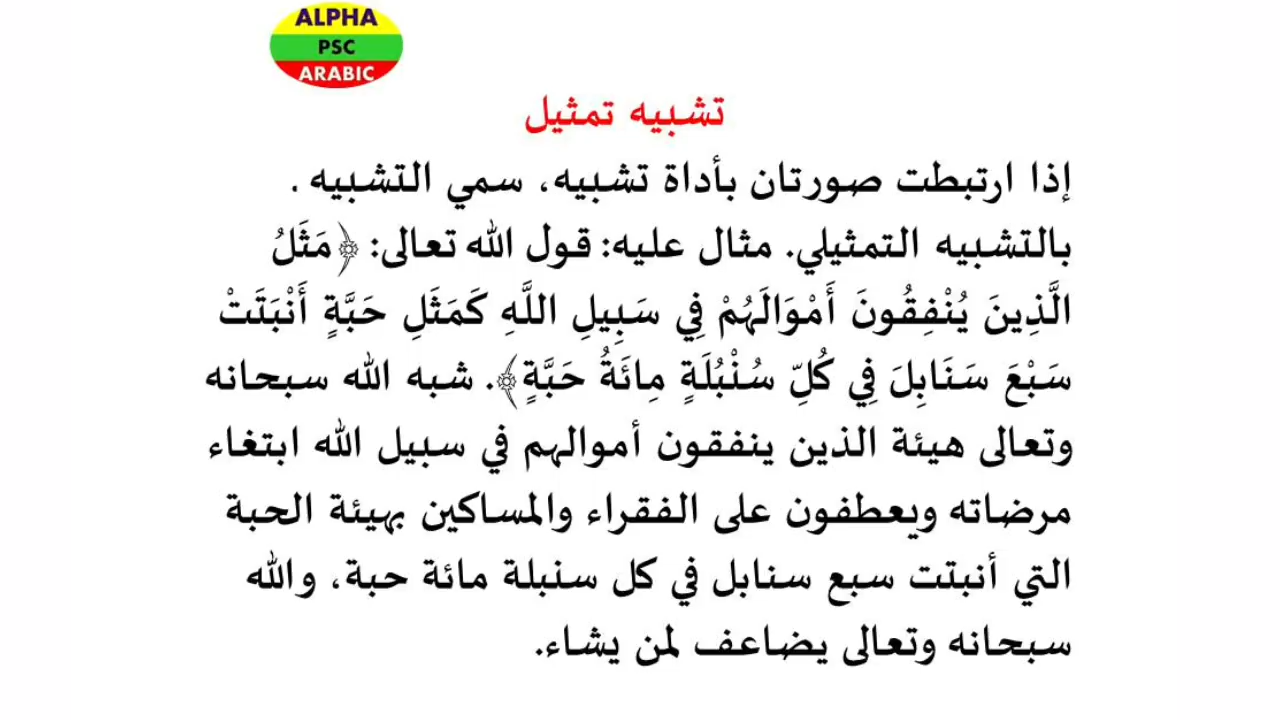 ALPHA
PSC
ARABIC
تشبيه تمثيل
إذا ارتبطت صورتان بأداة تشبيه، سمي التشبيه .
بالتشبيه التمثيلي. مثال عليه: قول الله تعالى: ﴿مَثَلُ
الَّذِينَ يُنْفِقُونَ أَمْوَالَهُمْ فِي سَبِيلِ اللَّهِ كَمَثَلِ حَبَّةٍ أَنْبَتَتْ
سَبْعَ سَنَابِلَ فِي كُلِّ سُنْبُلَةٍ مِائَةُ حَبَّةٍ﴾. شبه الله سبحانه
وتعالى هيئة الذين ينفقون أموالهم في سبيل الله ابتغاء
مرضاته ويعطفون على الفقراء والمساكين بهيئة الحبة
التي أنبتت سبع سنابل في كل سنبلة مائة حبة، والله
سبحانه وتعالى يضاعف لمن يشاء.